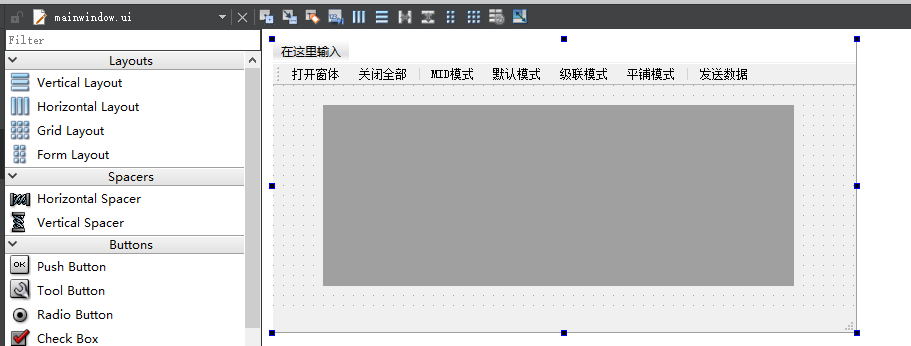 mainwindow.ui
Filter
在这里输入
打开窗体 关闭全部 MID模式 默认模式 级联模式 平铺模式 发送数据
Layouts
Vertical Layout
Horizontal Layout
Grid Layout
Form Layout
Spacers
Horizontal Spacer
Vertical Spacer
Buttons
OK
Push Button
Tool Button
Radio Button
Check Box